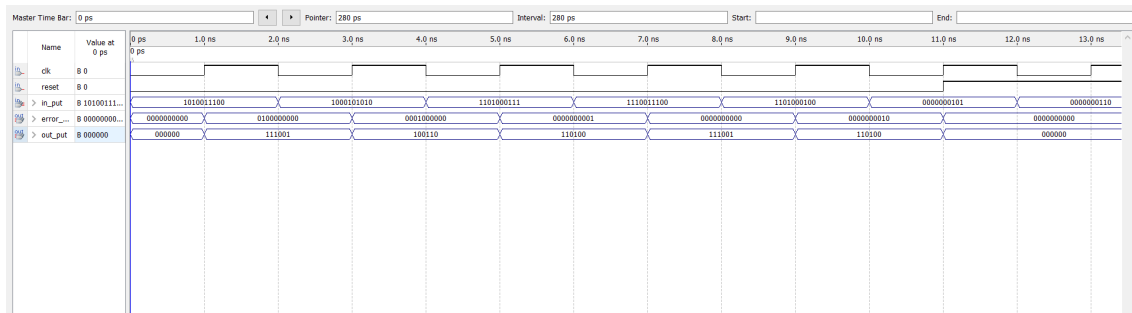 Master Time Bar: 0 ps Pointer: 280 ps Interval: 280 ps Start: End:
Name Value at 0 ps 0 ps 1.0 ns 2.0 ns 3.0 ns 4.0 ns 5.0 ns 6.0 ns 7.0 ns 8.0 ns 9.0 ns 10.0 ns 11.0 ns 12.0 ns 13.0 ns
0 ps
clk B 0
reset B 0
in_put B 10100111... 1010011100 1000101010 1101000111 1110011100 1101000100 0000000101 0000000110
error_... B 00000000... 0000000000 0100000000 0001000000 0000000001 0000000000 0000000010 0000000000
out_put B 000000 000000 111001 100110 110100 111001 110100 000000